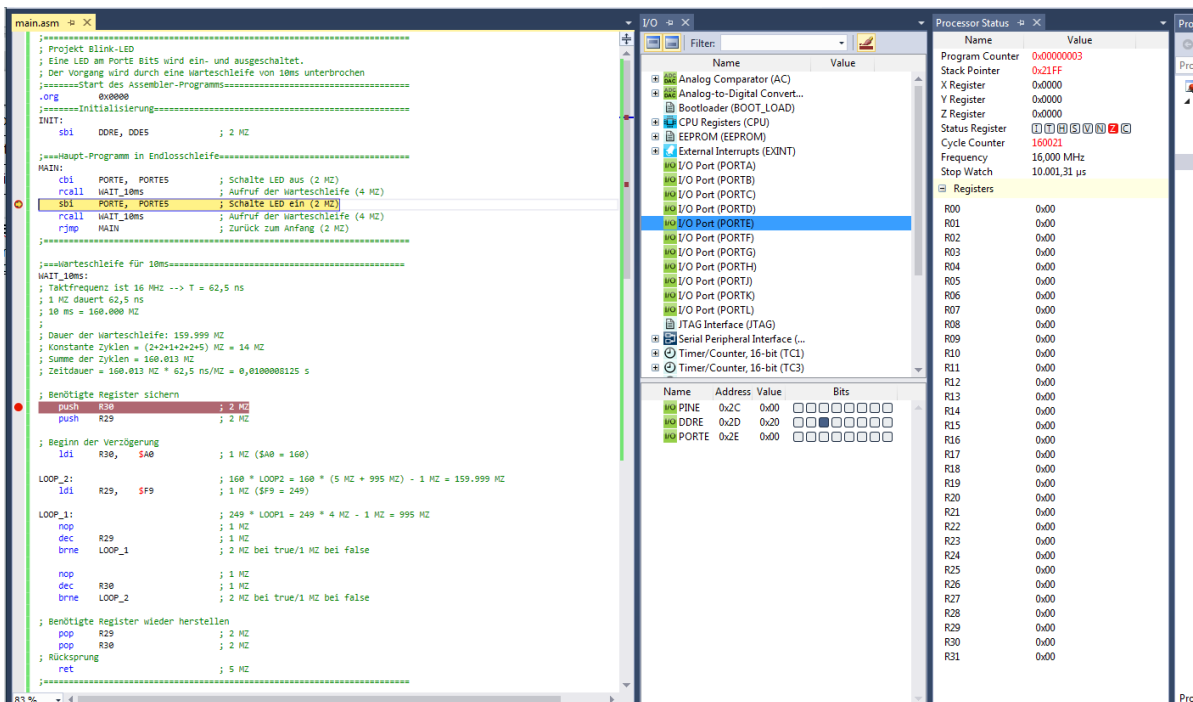 main.asm
;=======================================================================
; Projekt Blink-LED
; Eine LED am PortE Bit5 wird ein- und ausgeschaltet.
; Der Vorgang wird durch eine Warteschleife von 10ms unterbrochen
;=======Start des Assembler-Programms====================================
.org 0x0000
;=======Initialisierung=================================================
INIT:
sbi DDRE, DDE5 ; 2 MZ
;===Haupt-Programm in Endlosschleife=====================================
MAIN:
cbi PORTE, PORTE5 ; Schalte LED aus (2 MZ)
rcall WAIT_10ms ; Aufruf der Warteschleife (4 MZ)
sbi PORTE, PORTE5 ; Schalte LED ein (2 MZ)
rcall WAIT_10ms ; Aufruf der Warteschleife (4 MZ)
rjmp MAIN ; Zurück zum Anfang (2 MZ)
;=======================================================================
;===Warteschleife für 10ms=============================================
WAIT_10ms:
; Taktfrequenz ist 16 MHz --> T = 62,5 ns
; 1 MZ dauert 62,5 ns
; 10 ms = 160.000 MZ
;
; Dauer der Warteschleife: 159.999 MZ
; Konstante Zyklen = (2+2+1+2+2+5) MZ = 14 MZ
; Summe der Zyklen = 160.013 MZ
; Zeitdauer = 160.013 MZ * 62,5 ns/MZ = 0,0100008125 s
; Benötigte Register sichern
push R30 ; 2 MZ
push R29 ; 2 MZ
; Beginn der Verzögerung
ldi R30, $A0 ; 1 MZ ($A0 = 160)
LOOP_2: ; 160 * LOOP2 = 160 * (5 MZ + 995 MZ) - 1 MZ = 159.999 MZ
ldi R29, $F9 ; 1 MZ ($F9 = 249)
LOOP_1: ; 249 * LOOP1 = 249 * 4 MZ - 1 MZ = 995 MZ
nop ; 1 MZ
dec R29 ; 1 MZ
brne LOOP_1 ; 2 MZ bei true/1 MZ bei false
nop ; 1 MZ
dec R30 ; 1 MZ
brne LOOP_2 ; 2 MZ bei true/1 MZ bei false
; Benötigte Register wieder herstellen
pop R29 ; 2 MZ
pop R30 ; 2 MZ
; Rücksprung
ret ; 5 MZ
;=======================================================================
83 %
I/O
Filter:
Name Value
Analog Comparator (AC)
Analog-to-Digital Convert...
Bootloader (BOOT_LOAD)
CPU Registers (CPU)
EEPROM (EEPROM)
External Interrupts (EXINT)
I/O I/O Port (PORTA)
I/O I/O Port (PORTB)
I/O I/O Port (PORTC)
I/O I/O Port (PORTD)
I/O I/O Port (PORTE)
I/O I/O Port (PORTF)
I/O I/O Port (PORTG)
I/O I/O Port (PORTH)
I/O I/O Port (PORTJ)
I/O I/O Port (PORTK)
I/O I/O Port (PORTL)
JTAG Interface (JTAG)
Serial Peripheral Interface (...
Timer/Counter, 16-bit (TC1)
Timer/Counter, 16-bit (TC3)
Name Address Value Bits
I/O PINE 0x2C 0x00
I/O DDRE 0x2D 0x20
I/O PORTE 0x2E 0x00
Processor Status
Name Value
Program Counter 0x00000003
Stack Pointer 0x21FF
X Register 0x0000
Y Register 0x0000
Z Register 0x0000
Status Register I T H S V N Z C
Cycle Counter 160021
Frequency 16,000 MHz
Stop Watch 10.001,31 µs
Registers
R00 0x00
R01 0x00
R02 0x00
R03 0x00
R04 0x00
R05 0x00
R06 0x00
R07 0x00
R08 0x00
R09 0x00
R10 0x00
R11 0x00
R12 0x00
R13 0x00
R14 0x00
R15 0x00
R16 0x00
R17 0x00
R18 0x00
R19 0x00
R20 0x00
R21 0x00
R22 0x00
R23 0x00
R24 0x00
R25 0x00
R26 0x00
R27 0x00
R28 0x00
R29 0x00
R30 0x00
R31 0x00
Pro
Pro
Pro